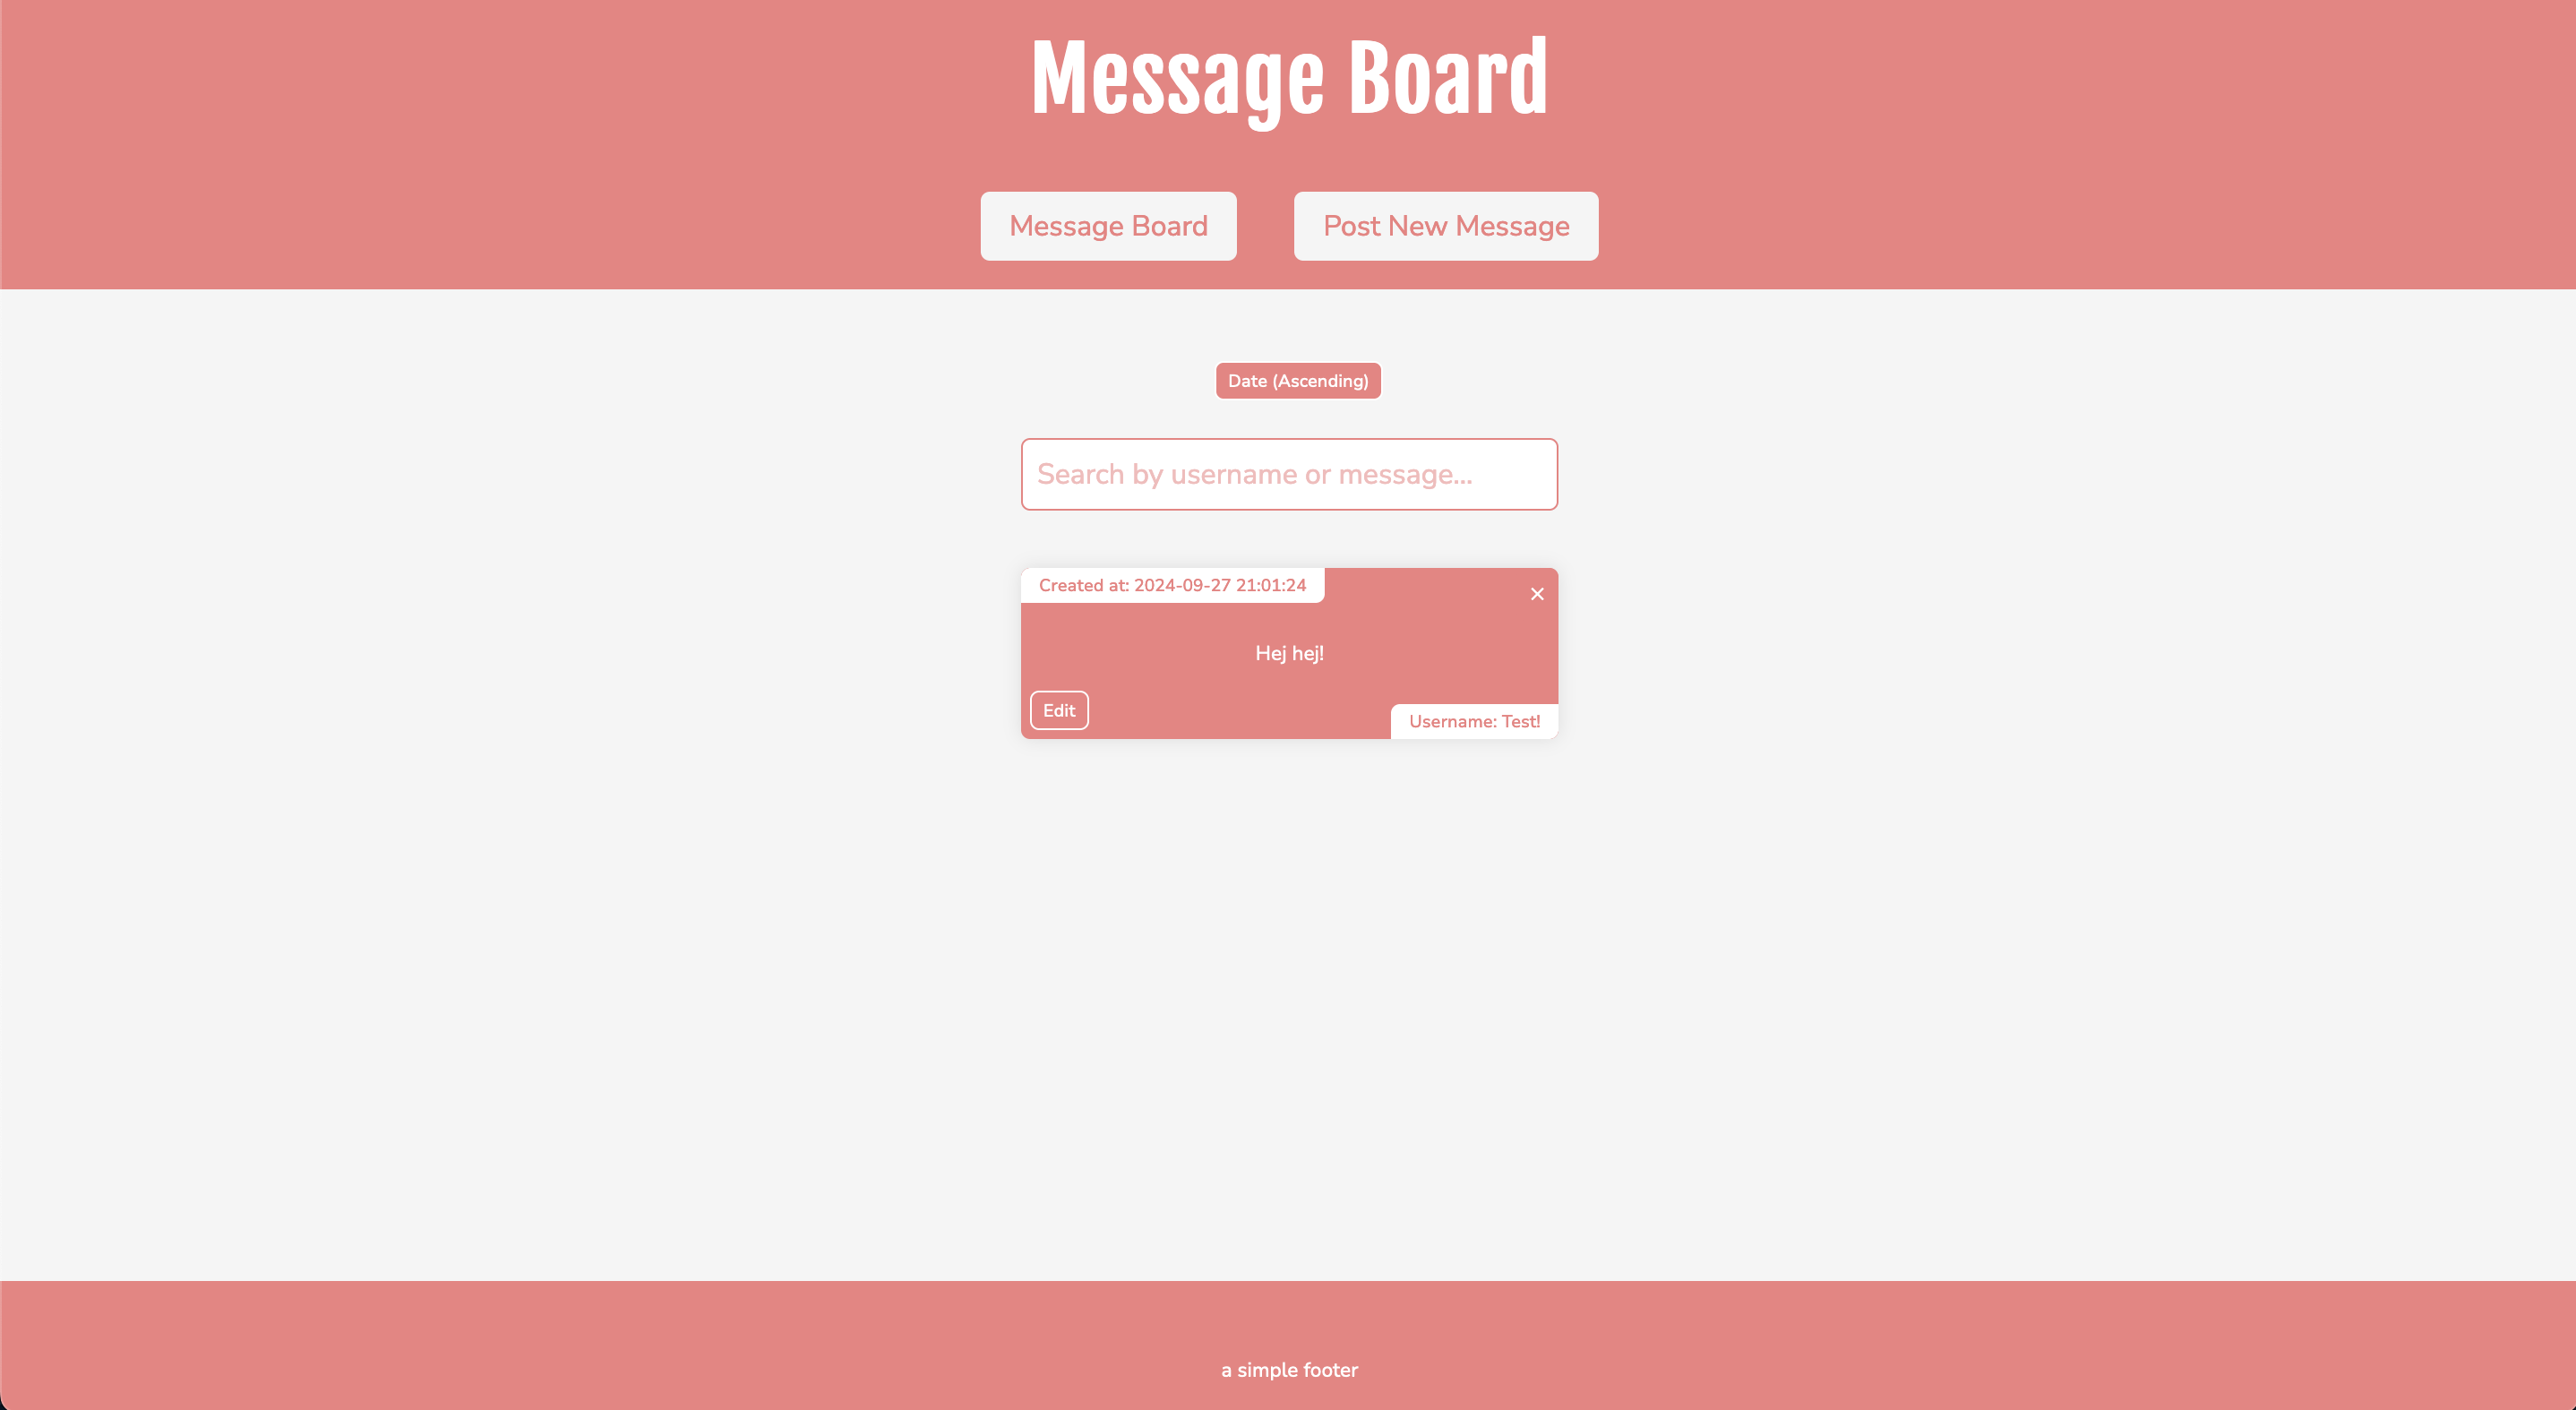 Message Board
Message Board
Post New Message
Date (Ascending)
Search by username or message...
Created at: 2024-09-27 21:01:24
×
Hej hej!
Edit
Username: Test!
a simple footer